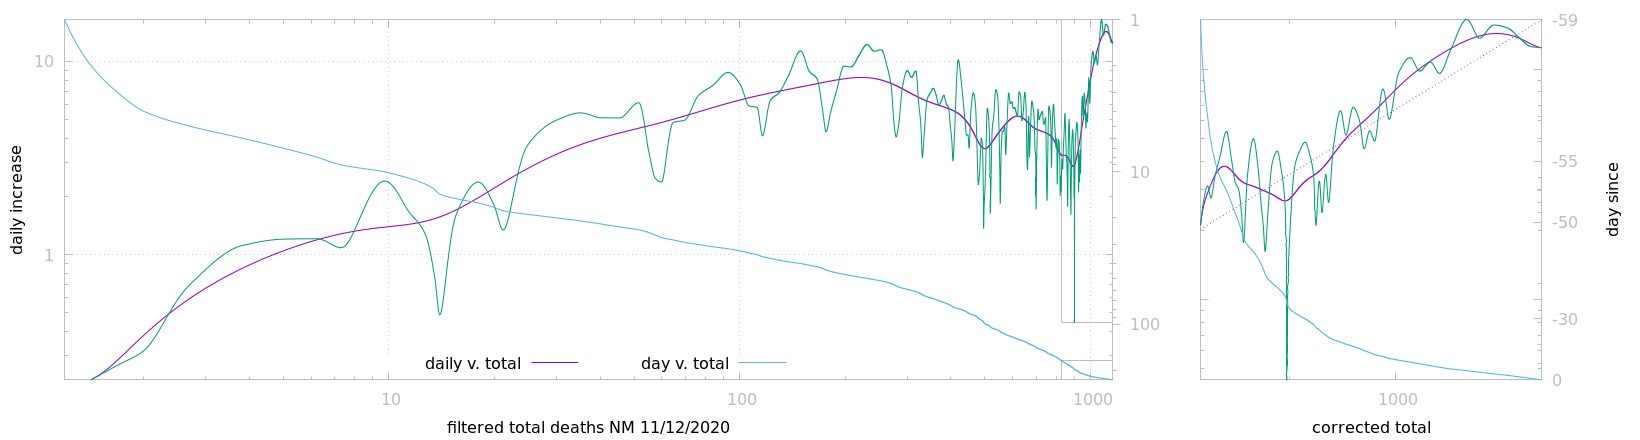 1
-59
10
daily increase
10
-55
-50
day since
1
-30
100
daily v. total
day v. total
0
10
100
1000
1000
filtered total deaths NM 11/12/2020
corrected total